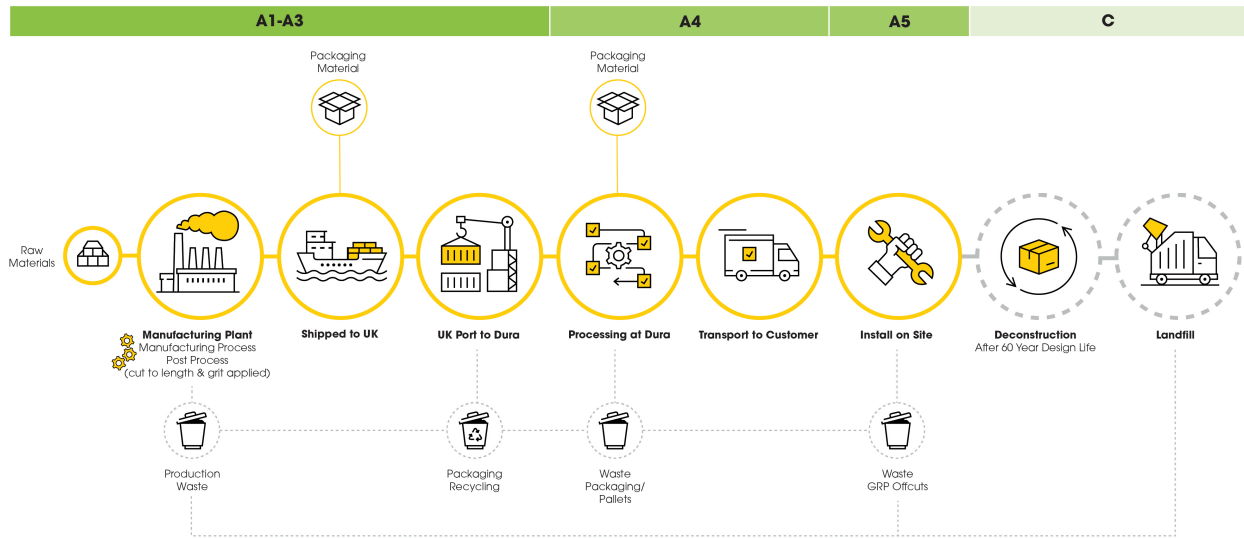 A1-A3
A4
A5
C
Packaging
Material
Packaging
Material
Raw
Materials
Manufacturing Plant
Manufacturing Process
Post Process
(cut to length & grit applied)
Shipped to UK
UK Port to Dura
Processing at Dura
Transport to Customer
Install on Site
Deconstruction
After 60 Year Design Life
Landfill
Production
Waste
Packaging
Recycling
Waste
Packaging/
Pallets
Waste
GRP Offcuts